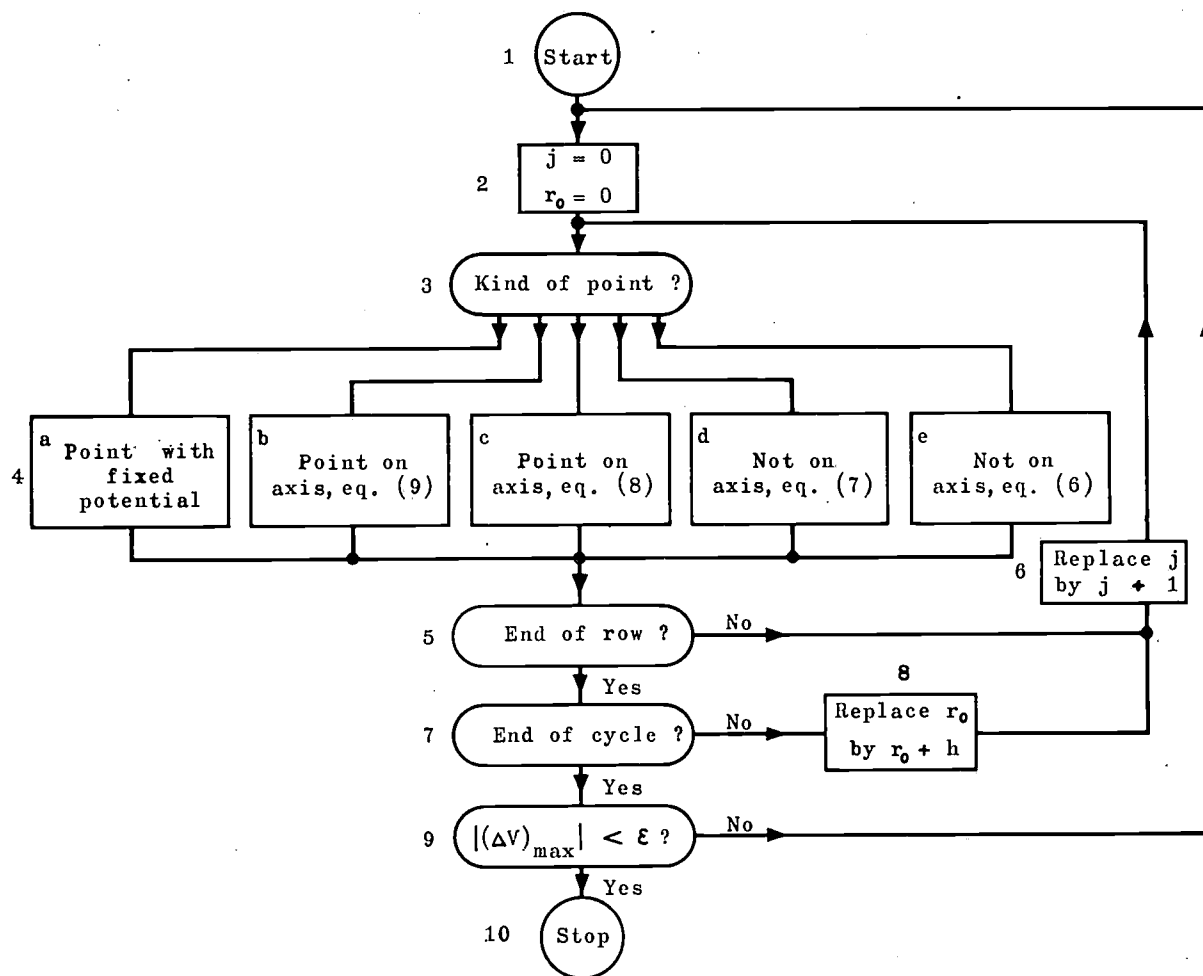 1
Start
2
j = 0
r₀ = 0
3
Kind of point ?
4
a
Point with
fixed
potential
b
Point on
axis, eq. (9)
c
Point on
axis, eq. (8)
d
Not on
axis, eq. (7)
e
Not on
axis, eq. (6)
6
Replace j
by j + 1
5
End of row ?
No
Yes
7
End of cycle ?
No
8
Replace r₀
by r₀ + h
Yes
9
|(ΔV)max| < ε ?
No
Yes
10
Stop